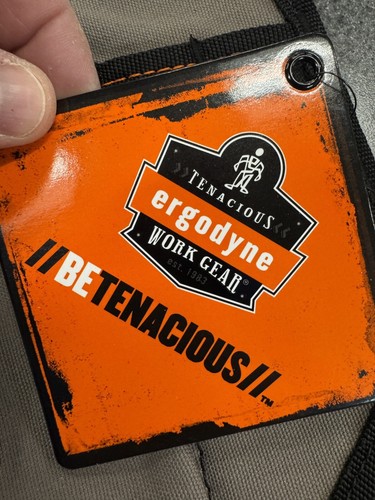 »TENACIOUS«
ergodyne
WORK GEAR®
est. 1983
//BETENACIOUS//™